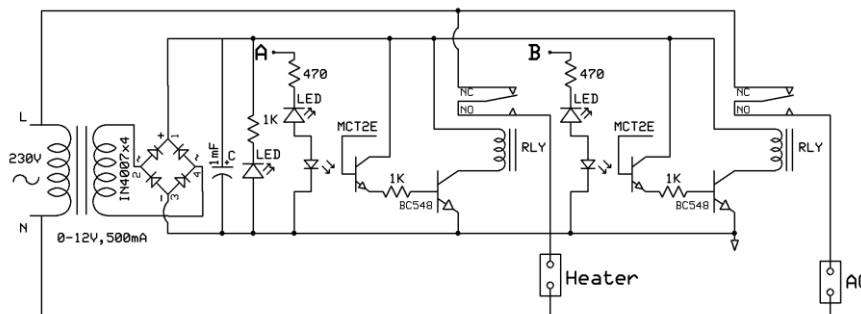 L
230V
N
0-12V,500mA
IN4007x4
+
1
~
2
~
4
-
3
1mF
+
C
1K
LED
A
470
LED
MCT2E
1K
BC548
NC
NO
RLY
Heater
B
470
LED
MCT2E
1K
BC548
NC
NO
RLY